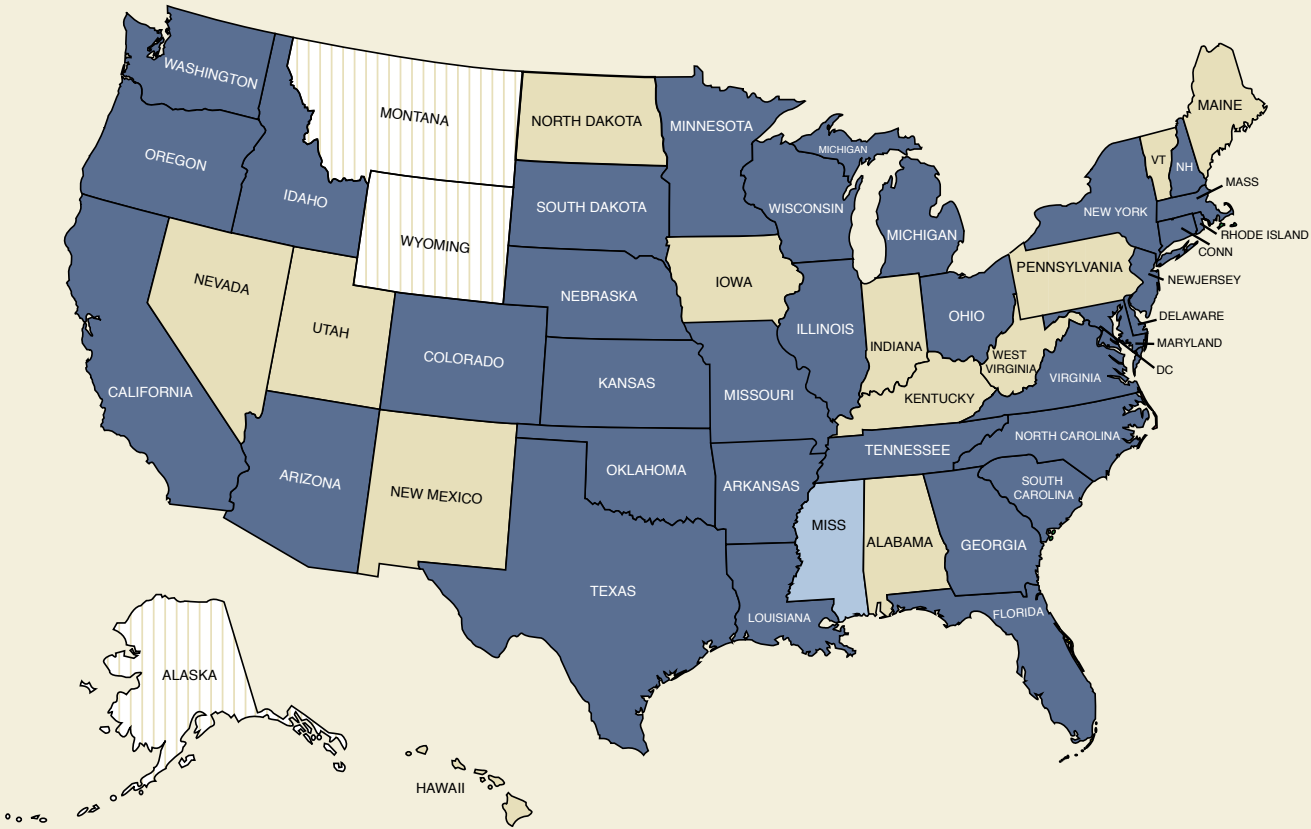 WASHINGTON
MONTANA
NORTH DAKOTA
MINNESOTA
MAINE
OREGON
IDAHO
MICHIGAN
VT
NH
MASS
WYOMING
SOUTH DAKOTA
WISCONSIN
MICHIGAN
NEW YORK
RHODE ISLAND
CONN
NEVADA
UTAH
NEBRASKA
IOWA
PENNSYLVANIA
NEWJERSEY
ILLINOIS
INDIANA
OHIO
DELAWARE
MARYLAND
DC
CALIFORNIA
COLORADO
KANSAS
MISSOURI
KENTUCKY
WEST
VIRGINIA
VIRGINIA
ARIZONA
NEW MEXICO
OKLAHOMA
ARKANSAS
TENNESSEE
NORTH CAROLINA
SOUTH
CAROLINA
MISS
ALABAMA
GEORGIA
TEXAS
LOUISIANA
FLORIDA
ALASKA
HAWAII